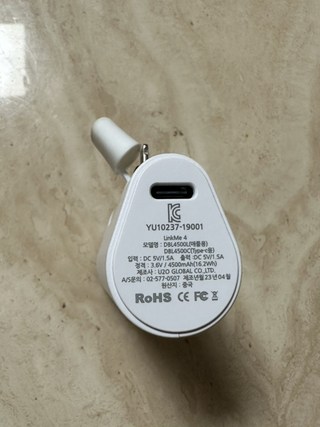 YU10237-19001
LinkMe 4
모델명 : DBL4500L(애플용)
DBL4500C(Type-c용)
입력 : DC 5V/1.5A 출력 :DC 5V/1.5A
정격 : 3.6V / 4500mAh(16.2Wh)
제조사 : U2O GLOBAL CO.,LTD.
A/S문의 : 02-577-0507 제조년월 23년 04월
원산지 : 중국
RoHS CE FC